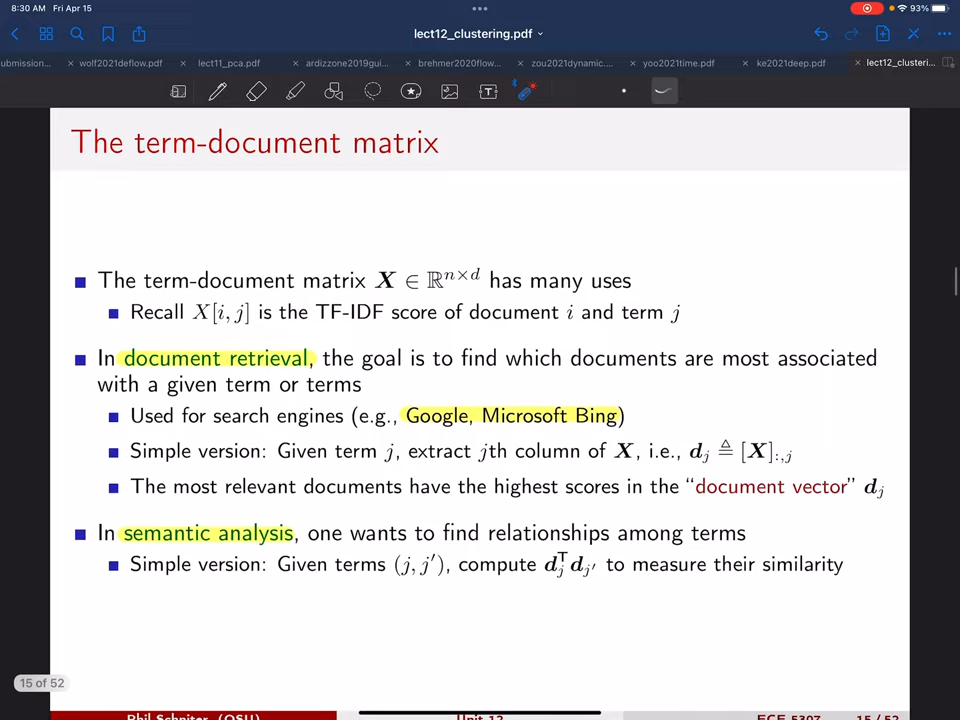 8:30 AM Fri Apr 15
93%
lect12_clustering.pdf
ubmission...
wolf2021deflow.pdf
lect11_pca.pdf
ardizzone2019gui...
brehmer2020flow...
zou2021dynamic...
yoo2021time.pdf
ke2021deep.pdf
lect12_clusteri...
The term-document matrix
The term-document matrix X ∈ ℝ^{n×d} has many uses
Recall X[i, j] is the TF-IDF score of document i and term j
In document retrieval, the goal is to find which documents are most associated
with a given term or terms
Used for search engines (e.g., Google, Microsoft Bing)
Simple version: Given term j, extract jth column of X, i.e., d_j ≜ [X]_{:,j}
The most relevant documents have the highest scores in the “document vector” d_j
In semantic analysis, one wants to find relationships among terms
Simple version: Given terms (j, j′), compute d_j^T d_{j′} to measure their similarity
15 of 52
Phil Schniter (OSU)
Unit 12
ECE 5307
15 / 52